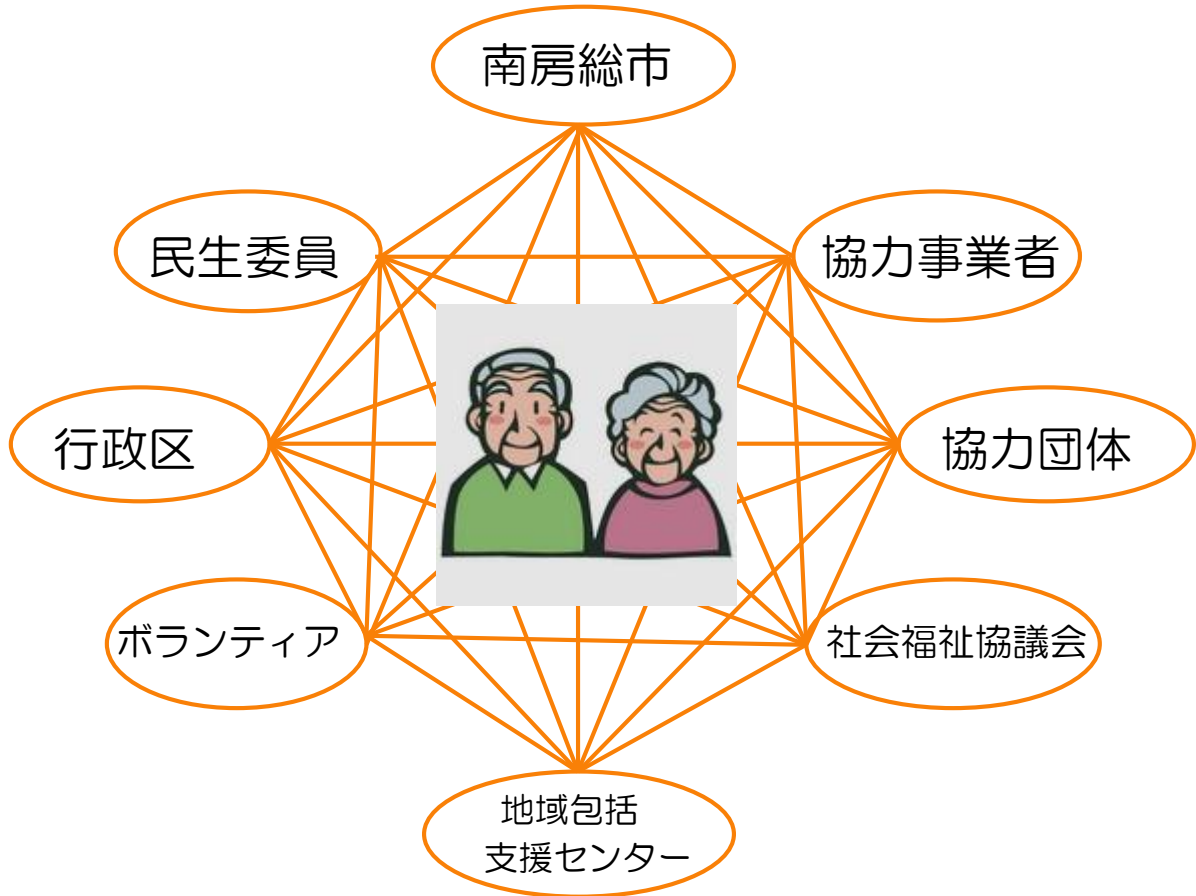 南房総市
民生委員
協力事業者
行政区
協力団体
ボランティア
社会福祉協議会
地域包括
支援センター